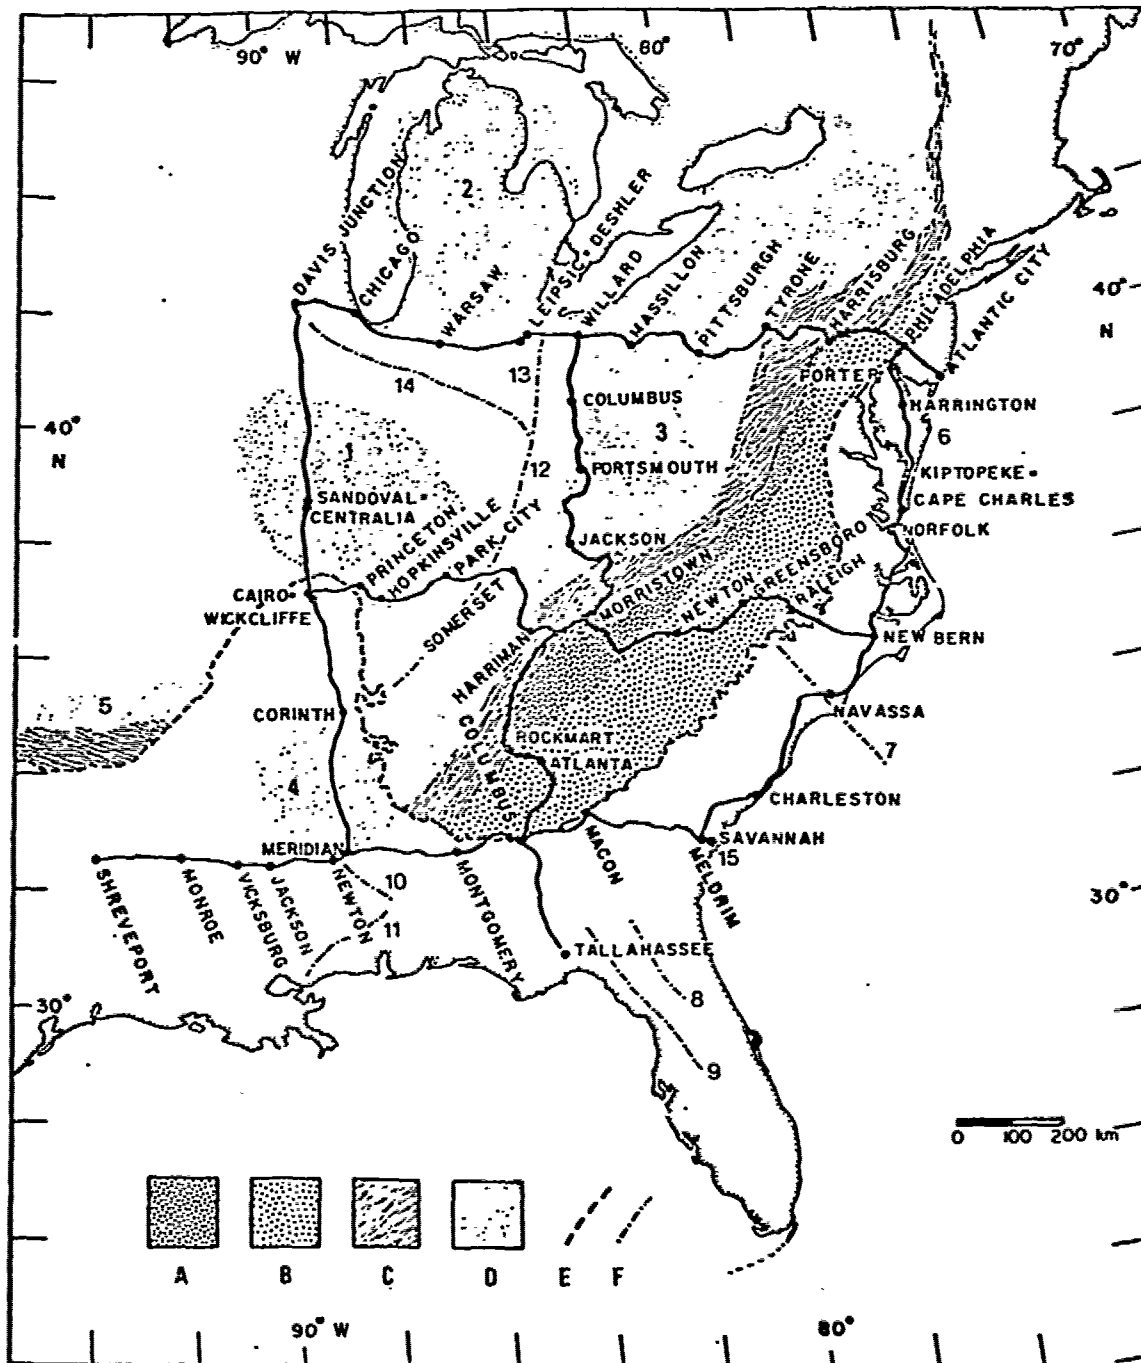 90° W
80°
70°
2
DAVIS JUNCTION
CHICAGO
WARSAW
LEIPSIC-DESHLER
WILLARD
MASSILLON
PITTSBURGH
TYRONE
HARRISBURG
PHILADELPHIA
ATLANTIC CITY
40°
N
13
14
PORTER
COLUMBUS
HARRINGTON
40°
N
1
12
3
6
PORTSMOUTH
KIPTOPEKE-
CAPE CHARLES
SANDOVAL-
CENTRALIA
NORFOLK
PRINCETON
HOPKINSVILLE
PARK CITY
JACKSON
CAIRO-
WICKCLIFFE
SOMERSET
HARRIMAN
MORRISTOWN
NEWTON
GREENSBORO
RALEIGH
NEW BERN
5
CORINTH
COLUMBUS
ROCKMART
ATLANTA
NAVASSA
7
4
CHARLESTON
MERIDIAN
SAVANNAH
15
SHREVEPORT
MONROE
VICKSBURG
JACKSON
NEWTON
10
11
MONTGOMERY
MACON
MELDRIM
30°
N
TALLAHASSEE
8
30°
9
0 100 200 km
A B C D E F
90° W
80°